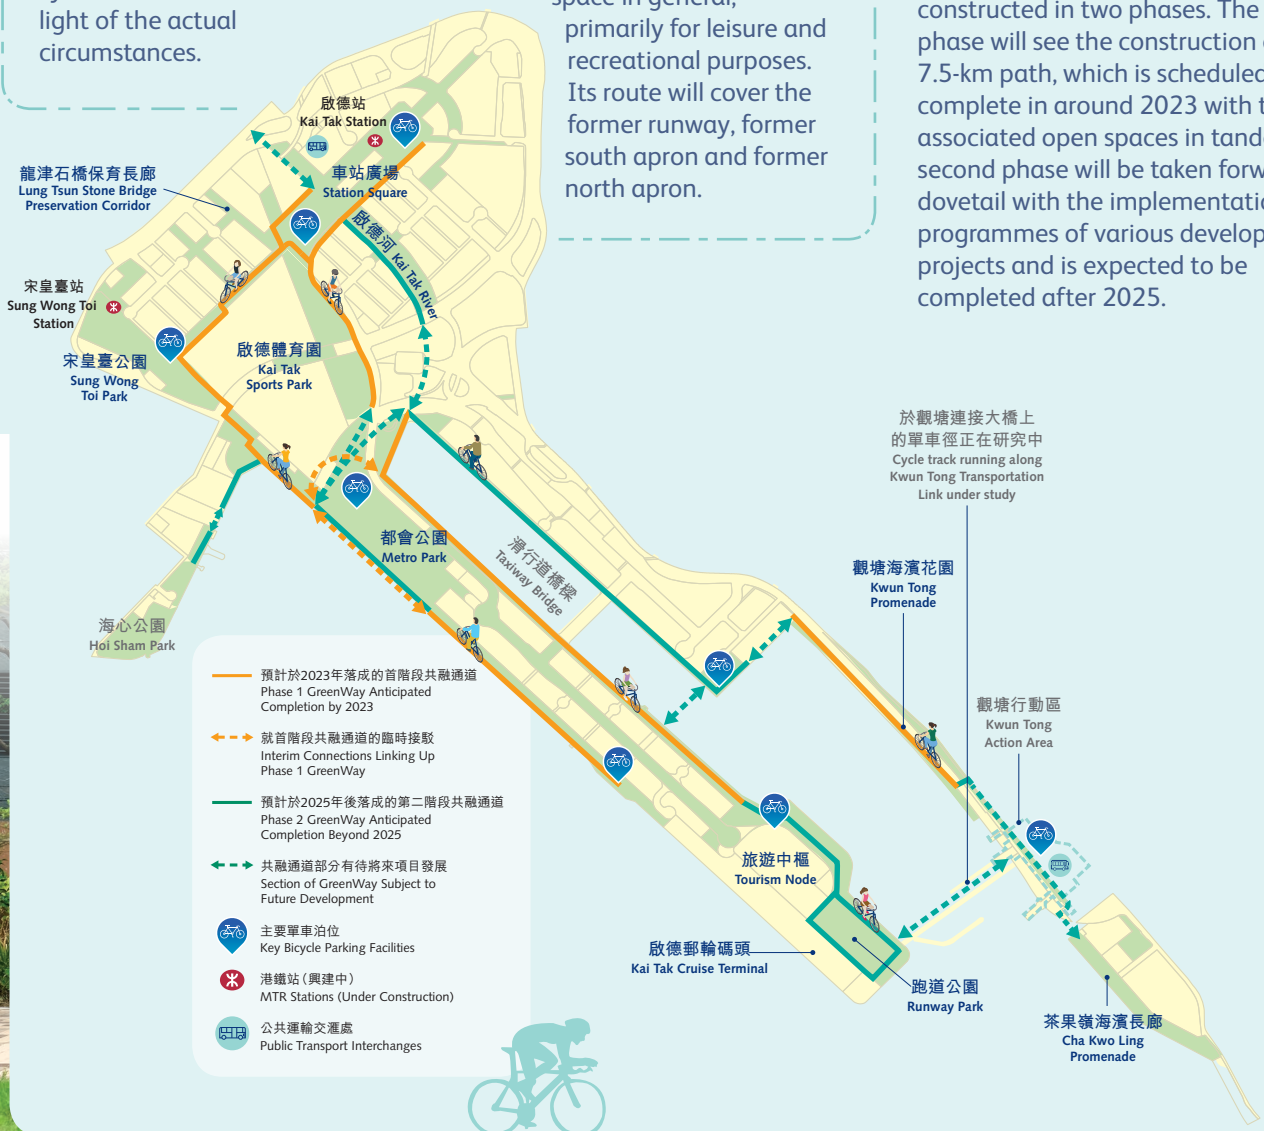 light of the actual
circumstances.
space in general,
primarily for leisure and
recreational purposes.
Its route will cover the
former runway, former
south apron and former
north apron.
constructed in two phases. The
phase will see the construction
7.5-km path, which is scheduled
complete in around 2023 with
associated open spaces in
second phase will be taken
dovetail with the
programmes of various
projects and is expected to be
completed after 2025.
啟德站
Kai Tak Station
車站廣場
Station Square
龍津石橋保育長廊
Lung Tsun Stone Bridge
Preservation Corridor
啟德河 Kai Tak River
宋皇臺站
Sung Wong Toi
Station
宋皇臺公園
Sung Wong
Toi Park
啟德體育園
Kai Tak
Sports Park
都會公園
Metro Park
滑行道橋樑
Taxiway Bridge
海心公園
Hoi Sham Park
於觀塘連接大橋上
的單車徑正在研究中
Cycle track running along
Kwun Tong Transportation
Link under study
觀塘海濱花園
Kwun Tong
Promenade
觀塘行動區
Kwun Tong
Action Area
旅遊中樞
Tourism Node
啟德郵輪碼頭
Kai Tak Cruise Terminal
跑道公園
Runway Park
茶果嶺海濱長廊
Cha Kwo Ling
Promenade
預計於2023年落成的首階段共融通道
Phase 1 GreenWay Anticipated
Completion by 2023
就首階段共融通道的臨時接駁
Interim Connections Linking Up
Phase 1 GreenWay
預計於2025年後落成的第二階段共融通道
Phase 2 GreenWay Anticipated
Completion Beyond 2025
共融通道部分有待將來項目發展
Section of GreenWay Subject to
Future Development
主要單車泊位
Key Bicycle Parking Facilities
港鐵站（興建中）
MTR Stations (Under Construction)
公共運輸交滙處
Public Transport Interchanges